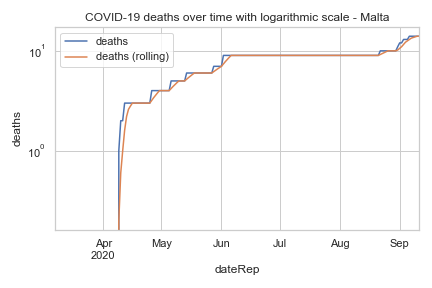 COVID-19 deaths over time with logarithmic scale - Malta
deaths
deaths (rolling)
10¹
10⁰
deaths
Apr
2020
May
Jun
Jul
Aug
Sep
dateRep